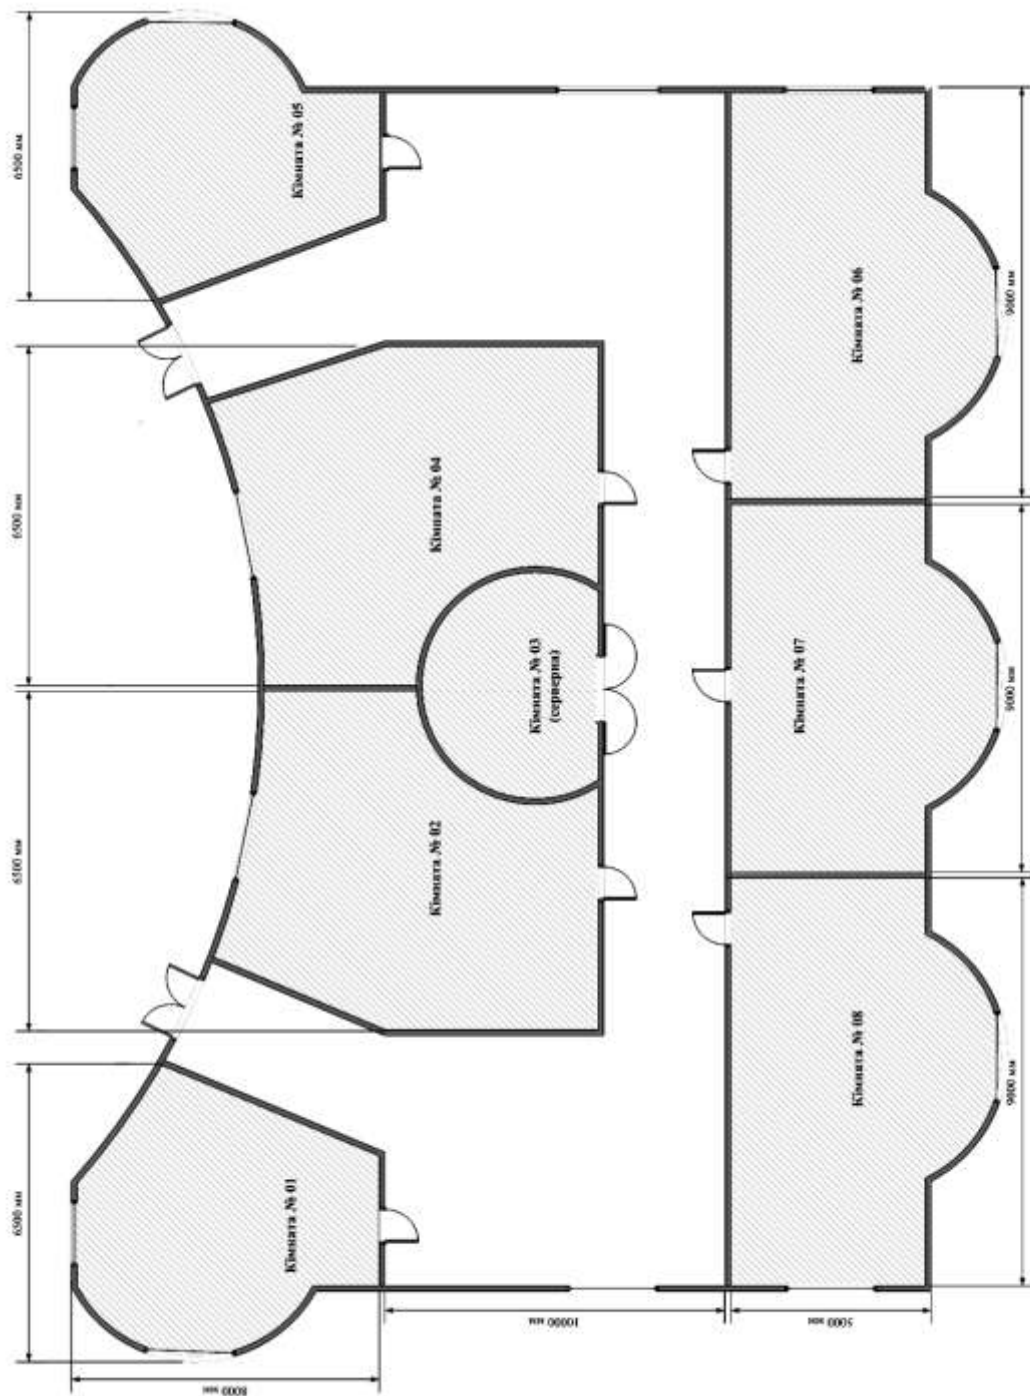 6500 мм
6500 мм
6500 мм
6500 мм
Кімната № 01
Кімната № 02
Кімната № 03
(серверна)
Кімната № 04
Кімната № 05
8000 мм
10000 мм
5000 мм
Кімната № 08
Кімната № 07
Кімната № 06
9000 мм
9000 мм
9000 мм